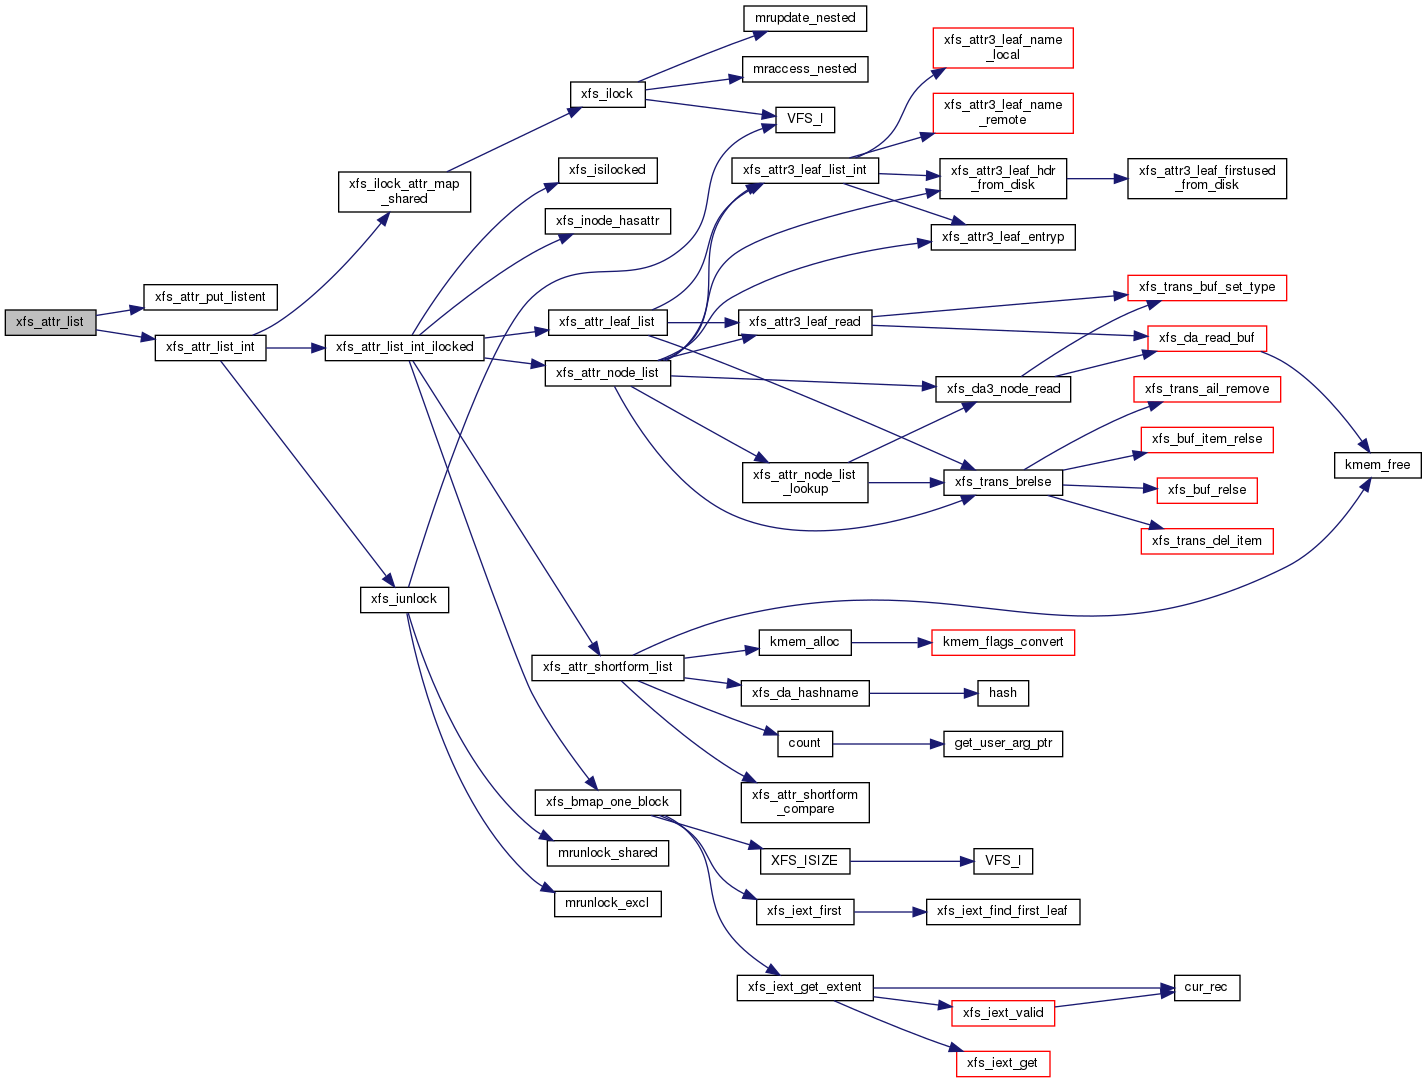 mrupdate_nested
xfs_attr3_leaf_name
_local
mraccess_nested
xfs_ilock
xfs_attr3_leaf_name
_remote
VFS_I
xfs_isilocked
xfs_attr3_leaf_list_int
xfs_attr3_leaf_hdr
_from_disk
xfs_attr3_leaf_firstused
_from_disk
xfs_ilock_attr_map
_shared
xfs_inode_hasattr
xfs_attr3_leaf_entryp
xfs_attr_put_listent
xfs_trans_buf_set_type
xfs_attr_list
xfs_attr_leaf_list
xfs_attr3_leaf_read
xfs_attr_list_int
xfs_attr_list_int_ilocked
xfs_da_read_buf
xfs_attr_node_list
xfs_da3_node_read
xfs_trans_ail_remove
xfs_buf_item_relse
kmem_free
xfs_attr_node_list
_lookup
xfs_trans_brelse
xfs_buf_relse
xfs_trans_del_item
xfs_iunlock
kmem_alloc
kmem_flags_convert
xfs_attr_shortform_list
xfs_da_hashname
hash
count
get_user_arg_ptr
xfs_bmap_one_block
xfs_attr_shortform
_compare
mrunlock_shared
XFS_ISIZE
VFS_I
mrunlock_excl
xfs_iext_first
xfs_iext_find_first_leaf
xfs_iext_get_extent
cur_rec
xfs_iext_valid
xfs_iext_get